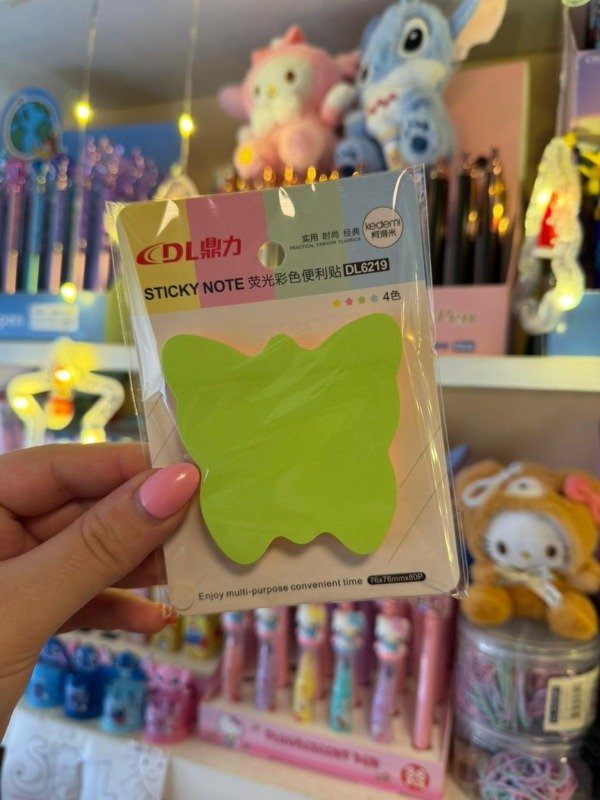 DL鼎力
实用 时尚 经典
PRACTICAL FASHION CLASSICS
kedemi
柯得米
STICKY NOTE 荧光彩色便利贴 DL6219
4色
Enjoy multi-purpose convenient time 76x76mmx80P